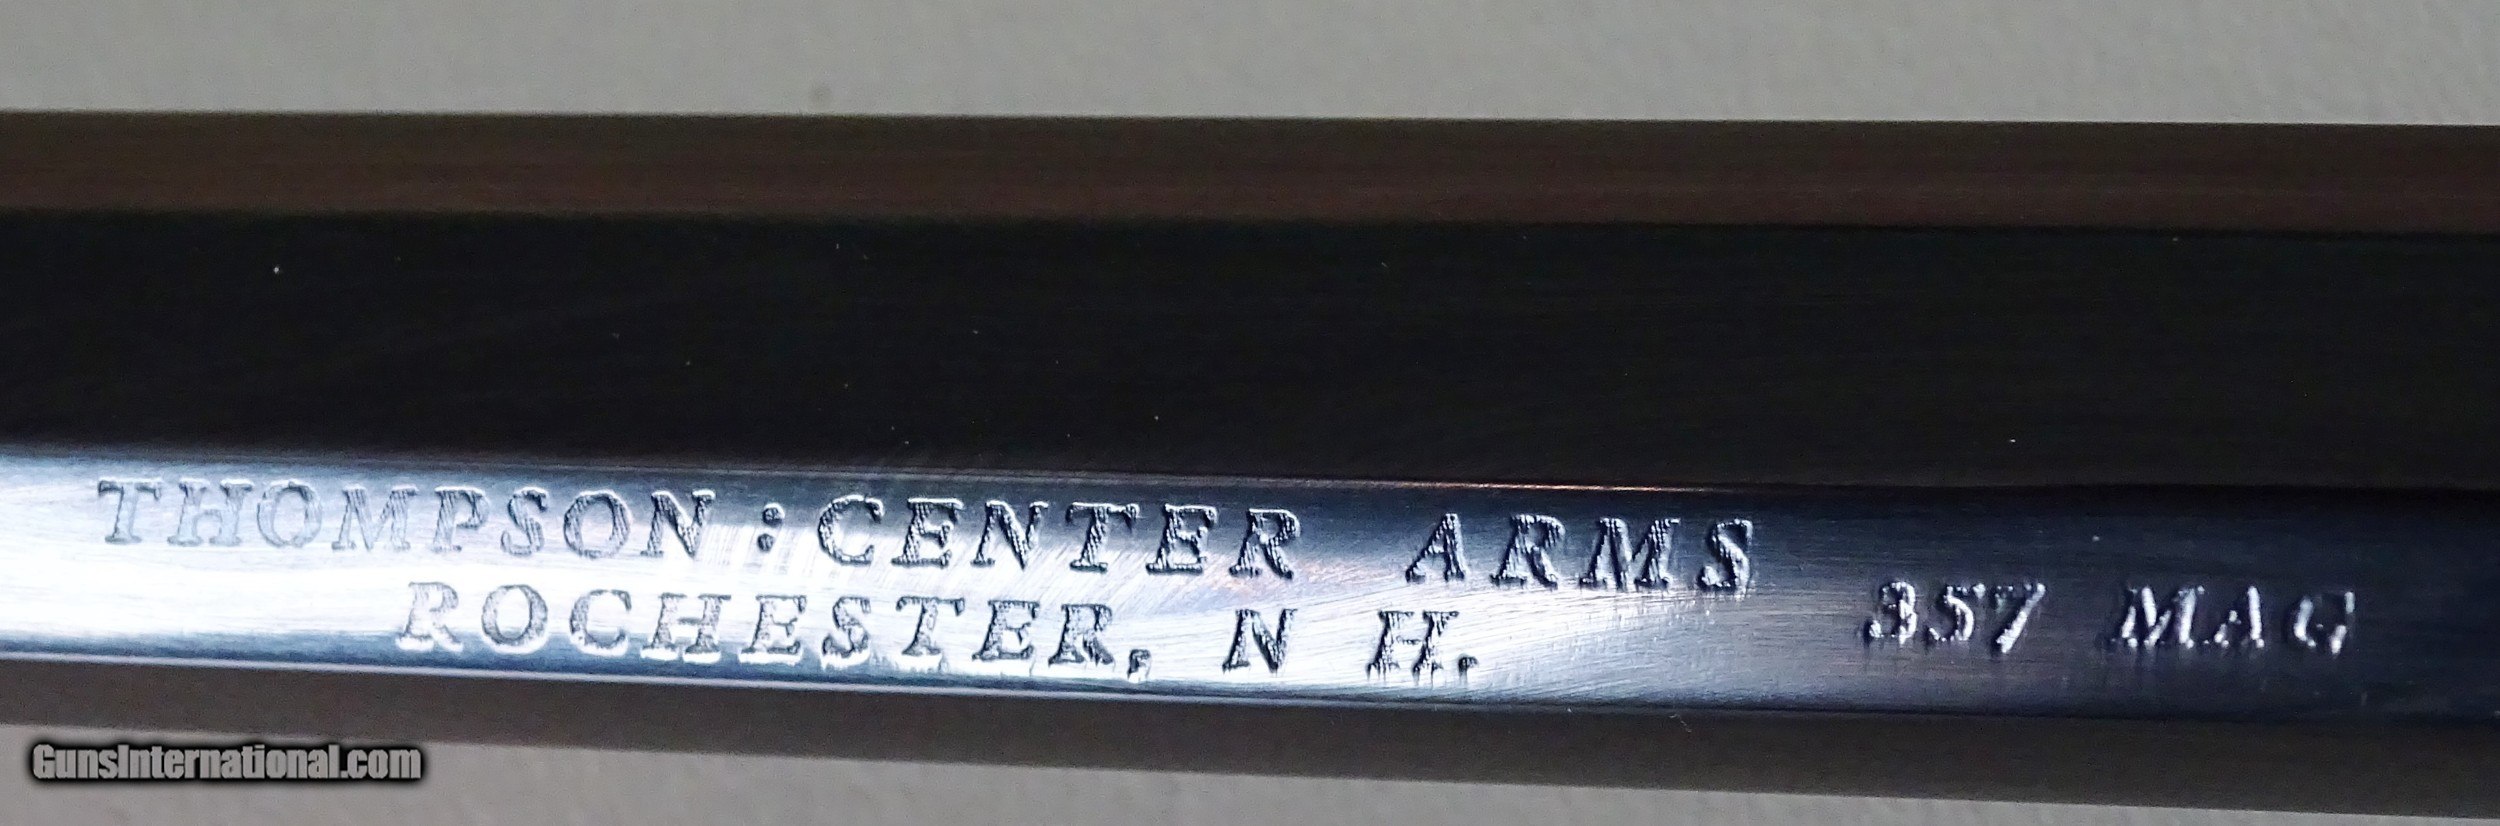 THOMPSON : CENTER ARMS
ROCHESTER, N H.
357 MAG
GunsInternational.com